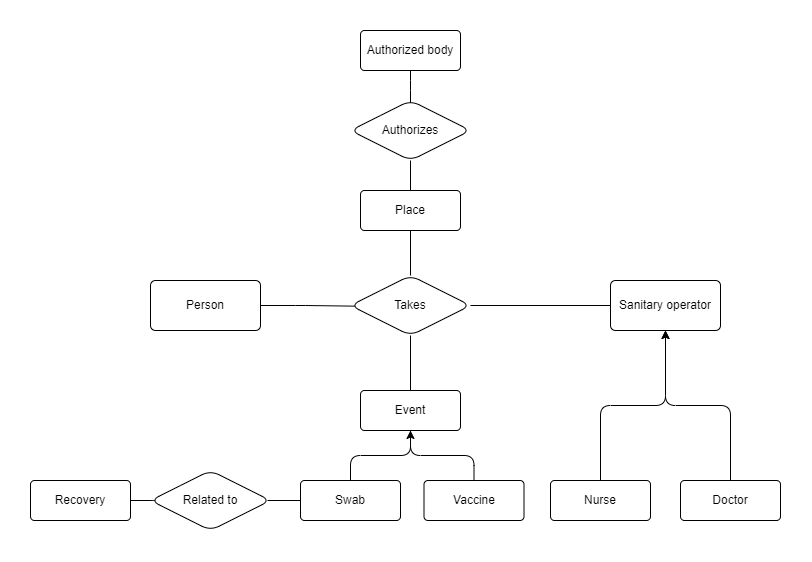 Authorized body
Authorizes
Place
Person
Takes
Sanitary operator
Event
Recovery
Related to
Swab
Vaccine
Nurse
Doctor